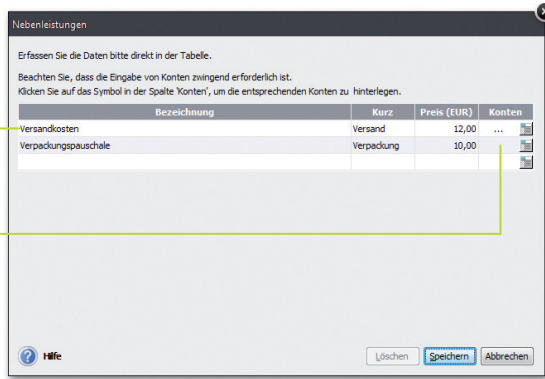 Nebenleistungen
Erfassen Sie die Daten bitte direkt in der Tabelle.
Beachten Sie, dass die Eingabe von Konten zwingend erforderlich ist.
Klicken Sie auf das Symbol in der Spalte 'Konten', um die entsprechenden Konten zu hinterlegen.
Bezeichnung Kurz Preis (EUR) Konten
Versandkosten Versand 12,00 ...
Verpackungspauschale Verpackung 10,00
Hilfe Löschen Speichern Abbrechen